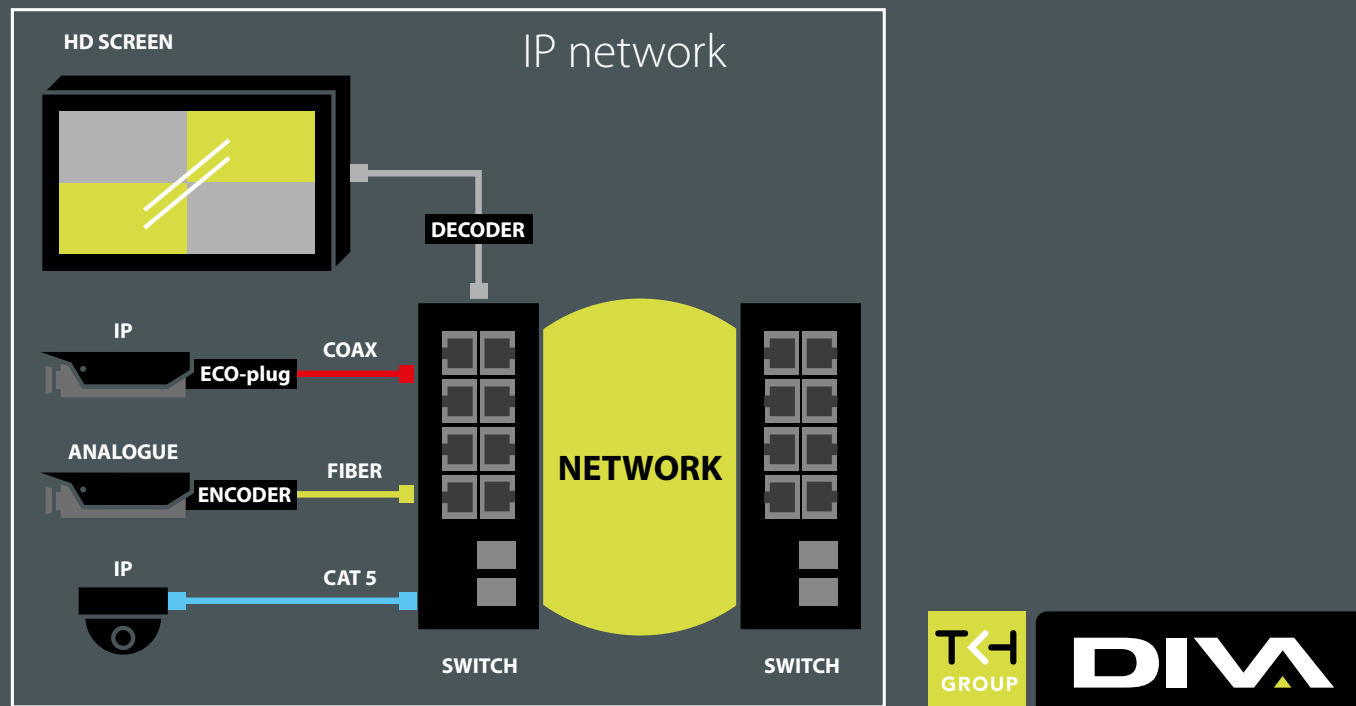 HD SCREEN
IP network
DECODER
IP
COAX
ECO-plug
ANALOGUE
FIBER
ENCODER
NETWORK
IP
CAT 5
SWITCH
SWITCH
TKH
GROUP
DIVA